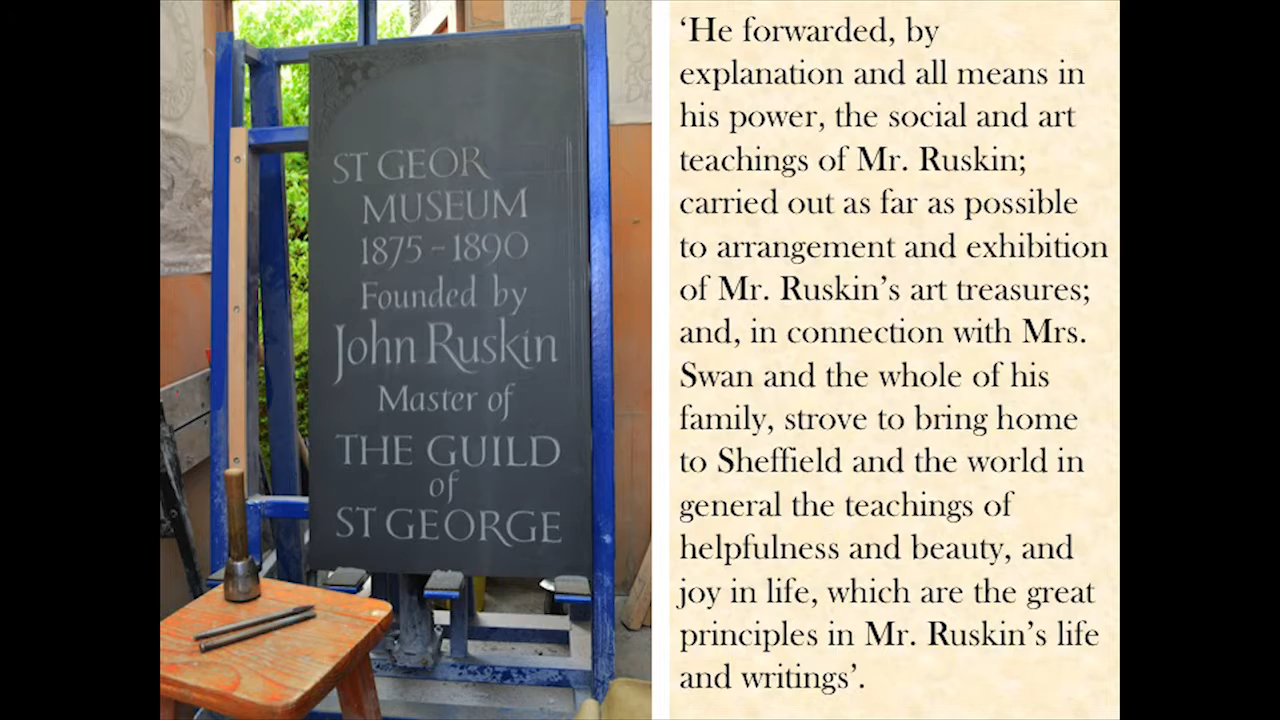 ST GEOR
MUSEUM
1875 - 1890
Founded by
John Ruskin
Master of
THE GUILD
of
ST GEORGE
‘He forwarded, by
explanation and all means in
his power, the social and art
teachings of Mr. Ruskin;
carried out as far as possible
to arrangement and exhibition
of Mr. Ruskin’s art treasures;
and, in connection with Mrs.
Swan and the whole of his
family, strove to bring home
to Sheffield and the world in
general the teachings of
helpfulness and beauty, and
joy in life, which are the great
principles in Mr. Ruskin’s life
and writings’.